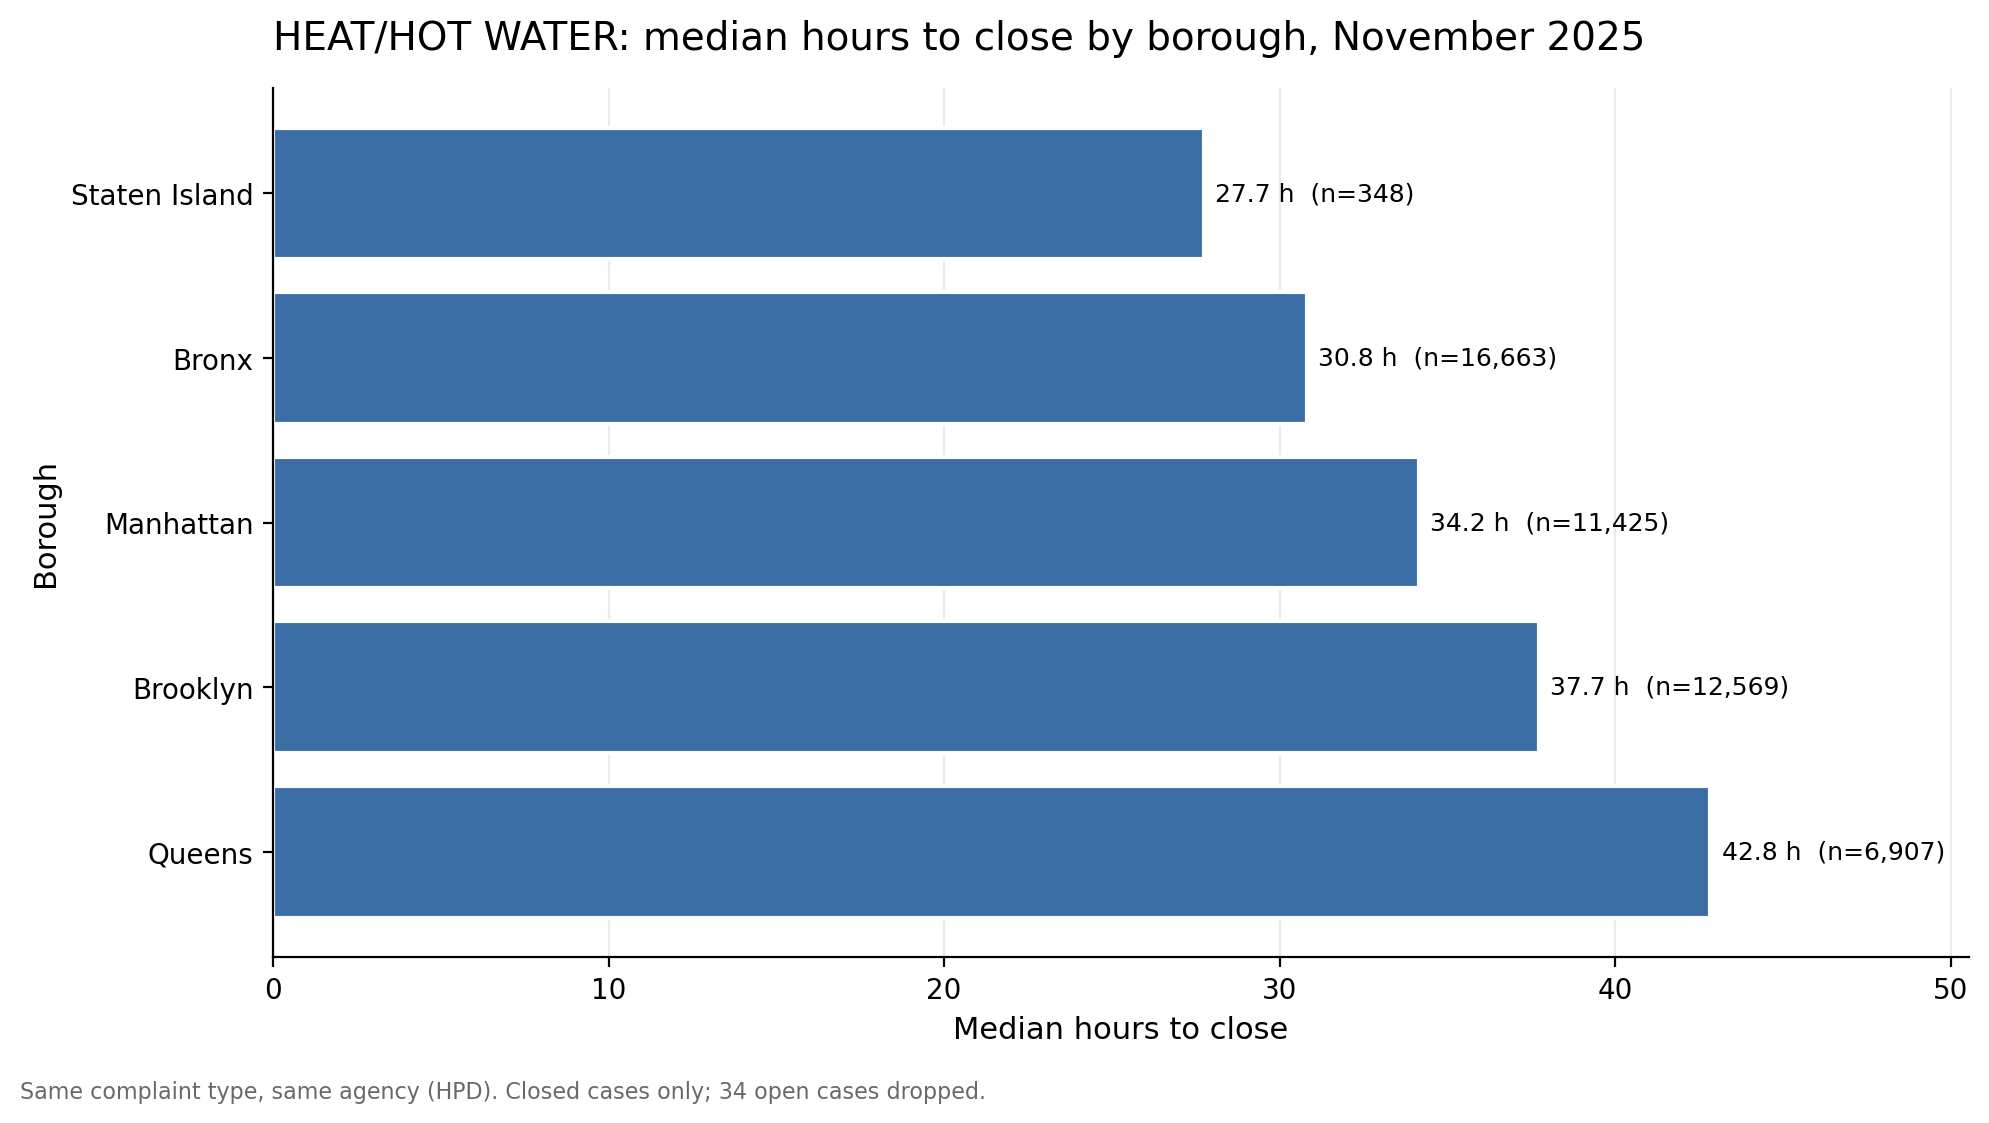 HEAT/HOT WATER: median hours to close by borough, November 2025
Staten Island
27.7 h (n=348)
Bronx
30.8 h (n=16,663)
Manhattan
34.2 h (n=11,425)
Brooklyn
37.7 h (n=12,569)
Queens
42.8 h (n=6,907)
Borough
0 10 20 30 40 50
Median hours to close
Same complaint type, same agency (HPD). Closed cases only; 34 open cases dropped.